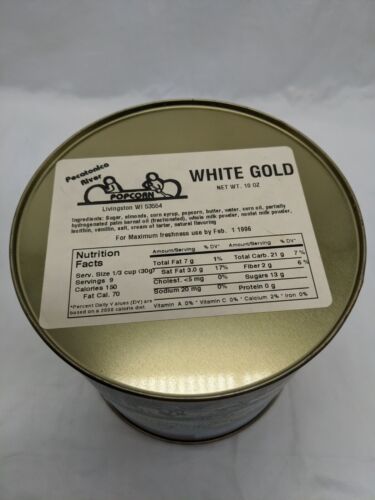 Pecatonica
River
POPCORN
Livingston WI 53554
WHITE GOLD
NET WT. 10 OZ
Ingredients: Sugar, almonds, corn syrup, popcorn, butter, water, corn oil, partially
hydrogenated palm kernel oil (fractionated), whole milk powder, nonfat milk powder,
lecithin, vanillin, salt, cream of tarter, natural flavoring
For Maximum freshness use by Feb. 1 1996
Nutrition
Facts
Serv. Size 1/3 cup (30g)
Servings 9
Calories 150
Fat Cal. 70
*Percent Daily Values (DV) are
based on a 2000 calorie diet.
Amount/Serving % DV* Amount/Serving % DV*
Total Fat 7 g 1% Total Carb. 21 g 7%
Sat Fat 3.0 g 17% Fiber 2 g 6%
Cholest. <5 mg 0% Sugars 13 g
Sodium 20 mg 0% Protein 0 g
Vitamin A 0% * Vitamin C 0% * Calcium 2% * Iron 0%